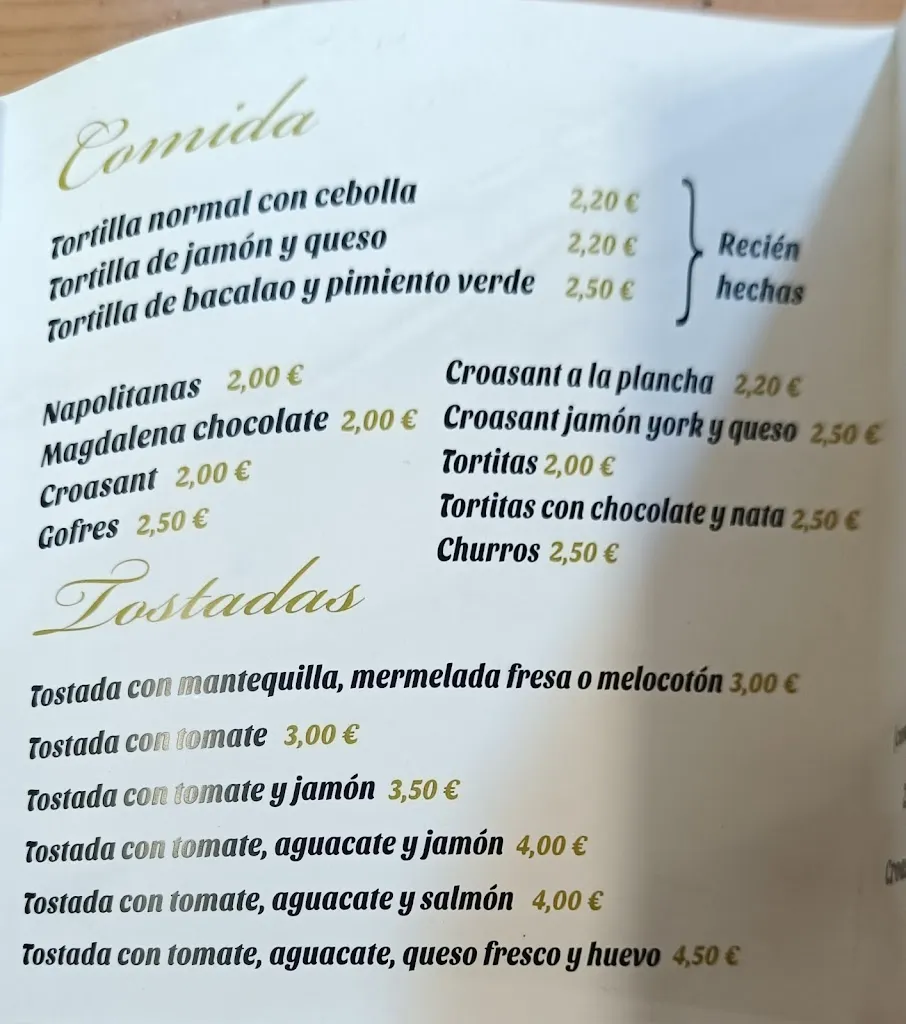 Comida
Tortilla normal con cebolla 2,20 €
Tortilla de jamón y queso 2,20 €
Tortilla de bacalao y pimiento verde 2,50 €
Recién
hechas
Napolitanas 2,00 €
Magdalena chocolate 2,00 €
Croasant 2,00 €
Gofres 2,50 €
Croasant a la plancha 2,20 €
Croasant jamón york y queso 2,50 €
Tortitas 2,00 €
Tortitas con chocolate y nata 2,50 €
Churros 2,50 €
Tostadas
Tostada con mantequilla, mermelada fresa o melocotón 3,00 €
Tostada con tomate 3,00 €
Tostada con tomate y jamón 3,50 €
Tostada con tomate, aguacate y jamón 4,00 €
Tostada con tomate, aguacate y salmón 4,00 €
Tostada con tomate, aguacate, queso fresco y huevo 4,50 €